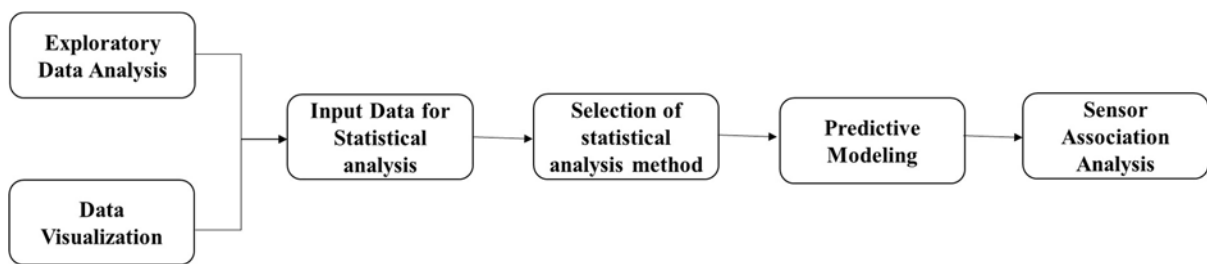 Exploratory
Data Analysis
Data
Visualization
Input Data for
Statistical
analysis
Selection of
statistical
analysis method
Predictive
Modeling
Sensor
Association
Analysis